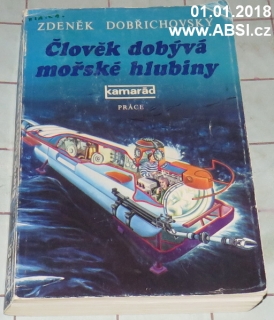 01.01.2018
www.ABSI.cz
ZDENĚK DOBŘICHOVSKÝ
Člověk dobývá
mořské hlubiny
kamarád
PRÁCE